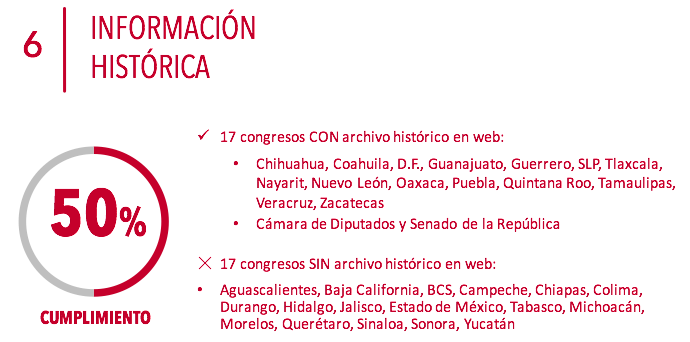 6
INFORMACIÓN
HISTÓRICA
50%
CUMPLIMIENTO
✓ 17 congresos CON archivo histórico en web:
• Chihuahua, Coahuila, D.F., Guanajuato, Guerrero, SLP, Tlaxcala,
Nayarit, Nuevo León, Oaxaca, Puebla, Quintana Roo, Tamaulipas,
Veracruz, Zacatecas
• Cámara de Diputados y Senado de la República
✕ 17 congresos SIN archivo histórico en web:
• Aguascalientes, Baja California, BCS, Campeche, Chiapas, Colima,
Durango, Hidalgo, Jalisco, Estado de México, Tabasco, Michoacán,
Morelos, Querétaro, Sinaloa, Sonora, Yucatán